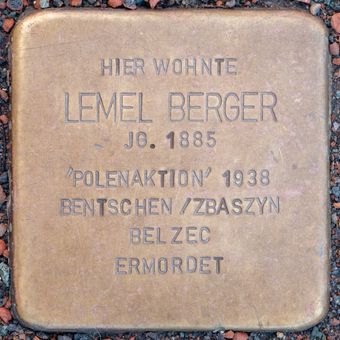 HIER WOHNTE
LEMEL BERGER
JG. 1885
'POLENAKTION' 1938
BENTSCHEN / ZBASZYN
BELZEC
ERMORDET